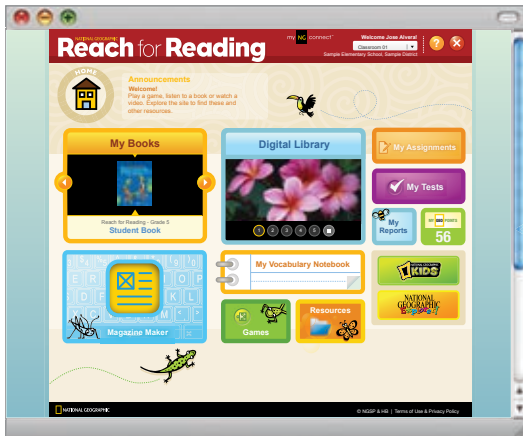 NATIONAL GEOGRAPHIC
Reach for Reading
my NG connect
Welcome Jose Alvera!
Classroom 01
Sample Elementary School, Sample District
?
HOME
Announcements
Welcome!
Play a game, listen to a book or watch a
video. Explore the site to find these and
other resources.
My Books
Reach for Reading - Grade 5
Student Book
Digital Library
1 2 3 4 5
My Assignments
My Tests
My
Reports
POINTS
56
Magazine Maker
My Vocabulary Notebook
Games
Resources
NATIONAL GEOGRAPHIC
KIDS
NATIONAL
GEOGRAPHIC
Explorer!
NATIONAL GEOGRAPHIC
© NGSP & HB | Terms of Use & Privacy Policy